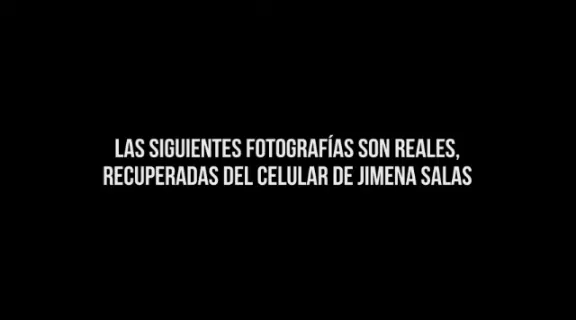 LAS SIGUIENTES FOTOGRAFÍAS SON REALES,
RECUPERADAS DEL CELULAR DE JIMENA SALAS